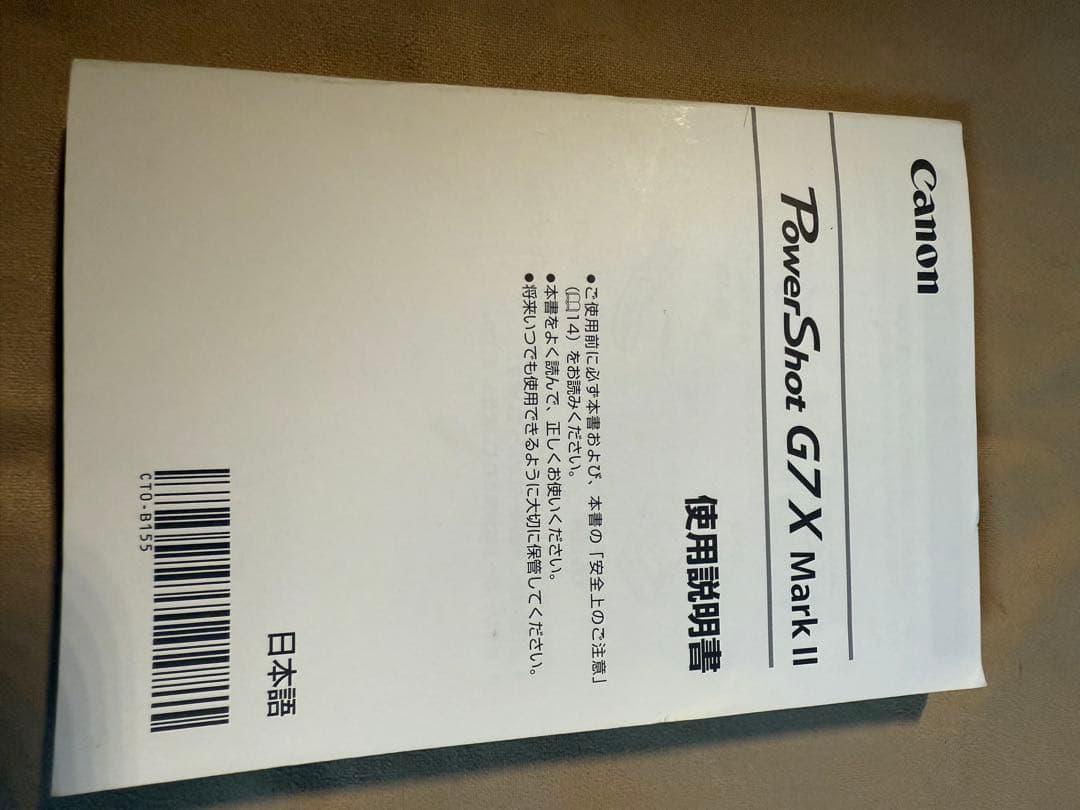 Canon
PowerShot G7 X Mark II
使用説明書
●ご使用前に必ず本書および、本書の「安全上のご注意」
(📖14)をお読みください。
●本書をよく読んで、正しくお使いください。
●将来いつでも使用できるように大切に保管してください。
日本語
CT0-B155